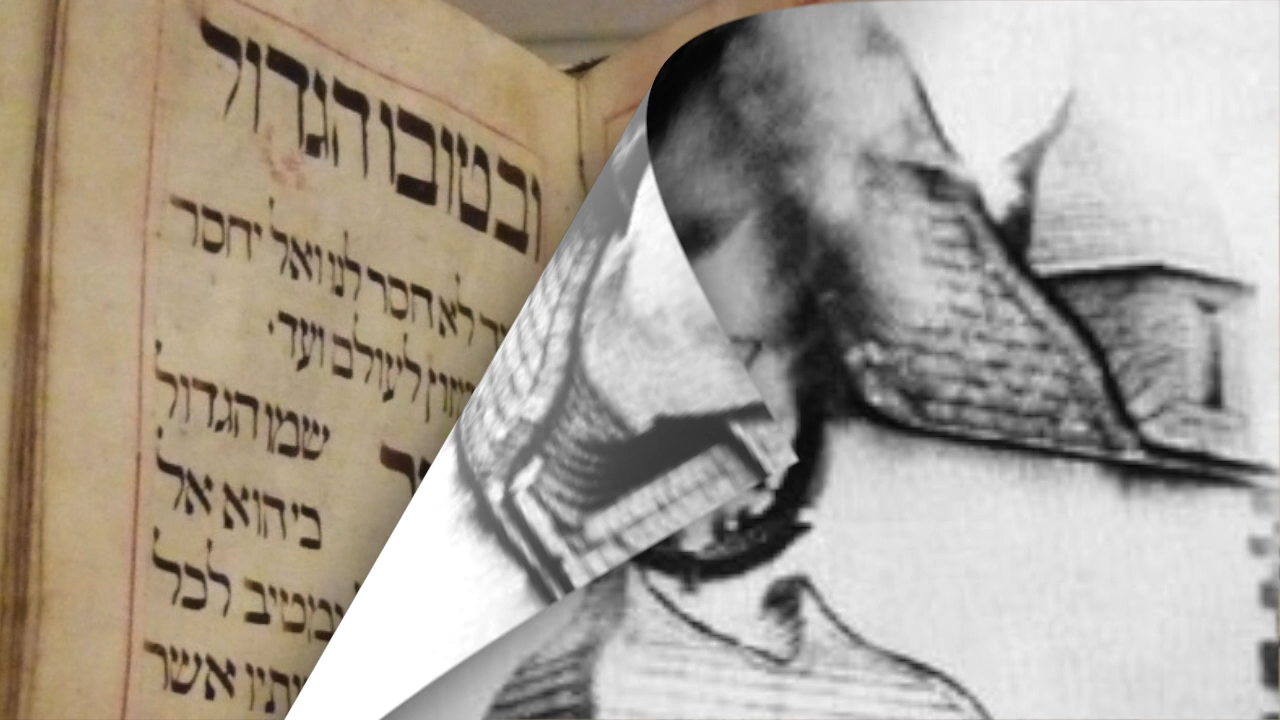 ובטובו הגדול
לא חסר לנו ואל יחסר
לעולם ועד·
שמו הגדול
כי הוא אל
ומטיב לכל
אשר